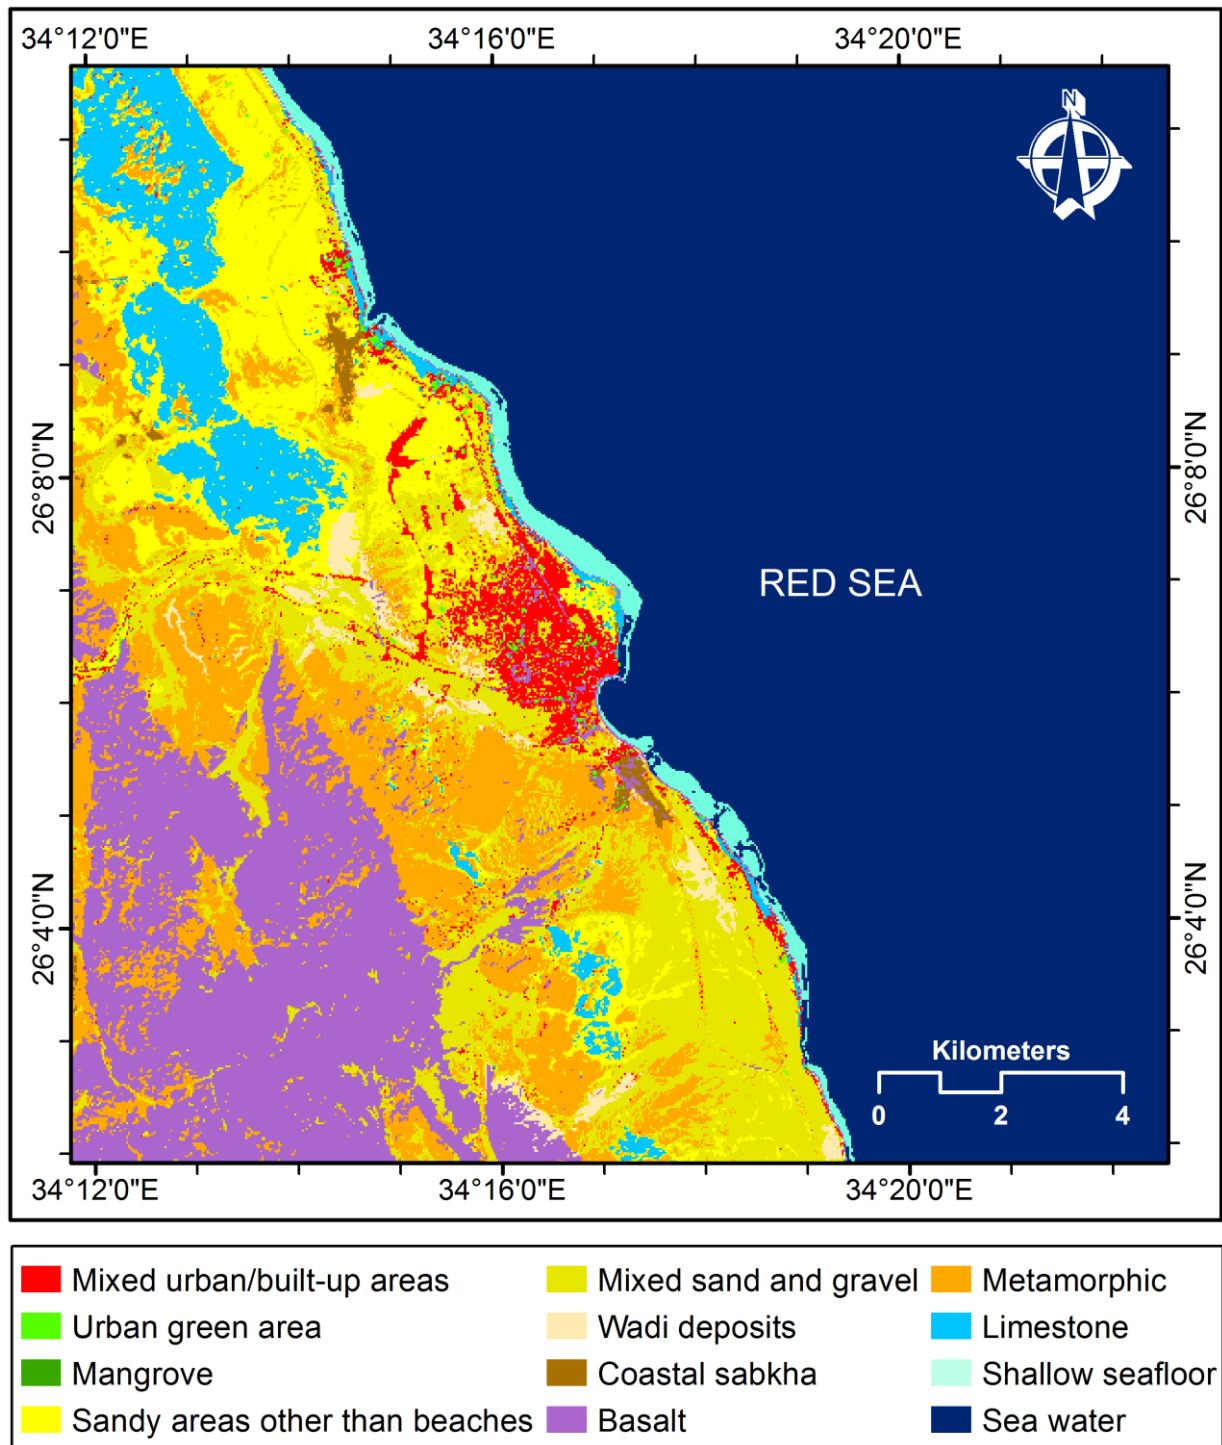 34°12'0"E 34°16'0"E 34°20'0"E
N
26°8'0"N 26°8'0"N
RED SEA
26°4'0"N 26°4'0"N
Kilometers
0 2 4
34°12'0"E 34°16'0"E 34°20'0"E
Mixed urban/built-up areas Mixed sand and gravel Metamorphic
Urban green area Wadi deposits Limestone
Mangrove Coastal sabkha Shallow seafloor
Sandy areas other than beaches Basalt Sea water